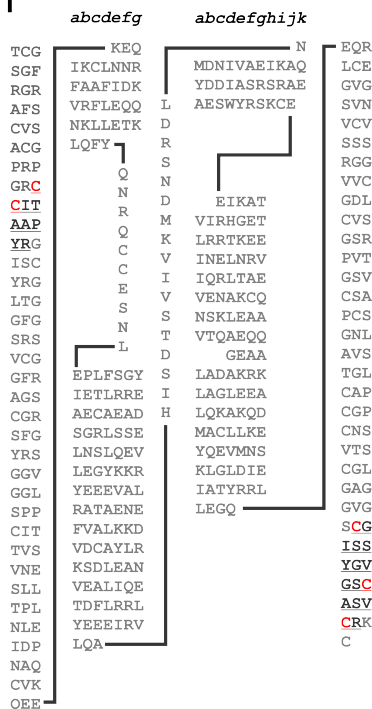 I
abcdefg
abcdefghijk
TCG
SGF
RGR
AFS
CVS
ACG
PRP
GRC
CIT
AAP
YRG
ISC
YRG
LTG
GFG
SRS
VCG
GFR
AGS
CGR
SFG
YRS
GGV
GGL
SPP
CIT
TVS
VNE
SLL
TPL
NLE
IDP
NAQ
CVK
OEE
KEQ
IKCLNNR
FAAFIDK
VRFLEQQ
NKLLETK
LQFY
Q
N
R
Q
C
C
E
S
N
L
EPLFSGY
IETLRRE
AECAEAD
SGRLSSE
LNSLQEV
LEGYKKR
YEEEVAL
RATAENE
FVALKKD
VDCAYLR
KSDLEAN
VEALIQE
TDFLRRL
YEEEIRV
LQA
L
D
R
S
N
D
M
K
V
I
V
S
T
D
S
I
H
N
MDNIVAEIKAQ
YDDIASRSRAE
AESWYRSKCE
EIKAT
VIRHGET
LRRTKEE
INELNRV
IQRLTAE
VENAKCQ
NSKLEAA
VTQAEQQ
GEAA
LADAKRK
LAGLEEA
LQKAKQD
MACLLKE
YQEVMNS
KLGLDIE
IATYRRL
LEGQ
EQR
LCE
GVG
SVN
VCV
SSS
RGG
VVC
GDL
CVS
GSR
PVT
GSV
CSA
PCS
GNL
AVS
TGL
CAP
CGP
CNS
VTS
CGL
GAG
GVG
SCG
ISS
YGV
GSC
ASV
CRK
C